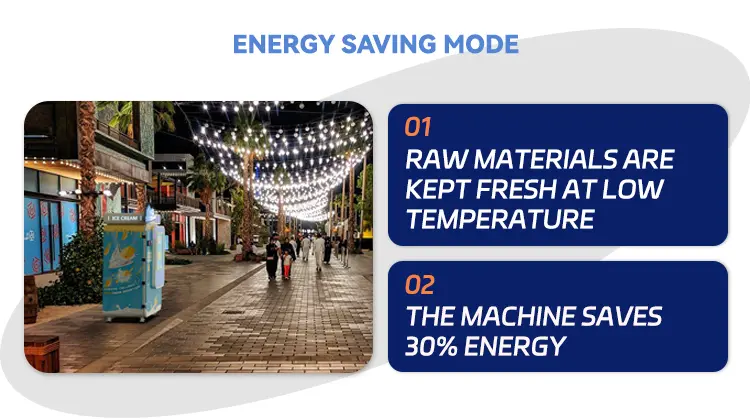 ENERGY SAVING MODE
ICE CREAM
01
RAW MATERIALS ARE
KEPT FRESH AT LOW
TEMPERATURE
02
THE MACHINE SAVES
30% ENERGY